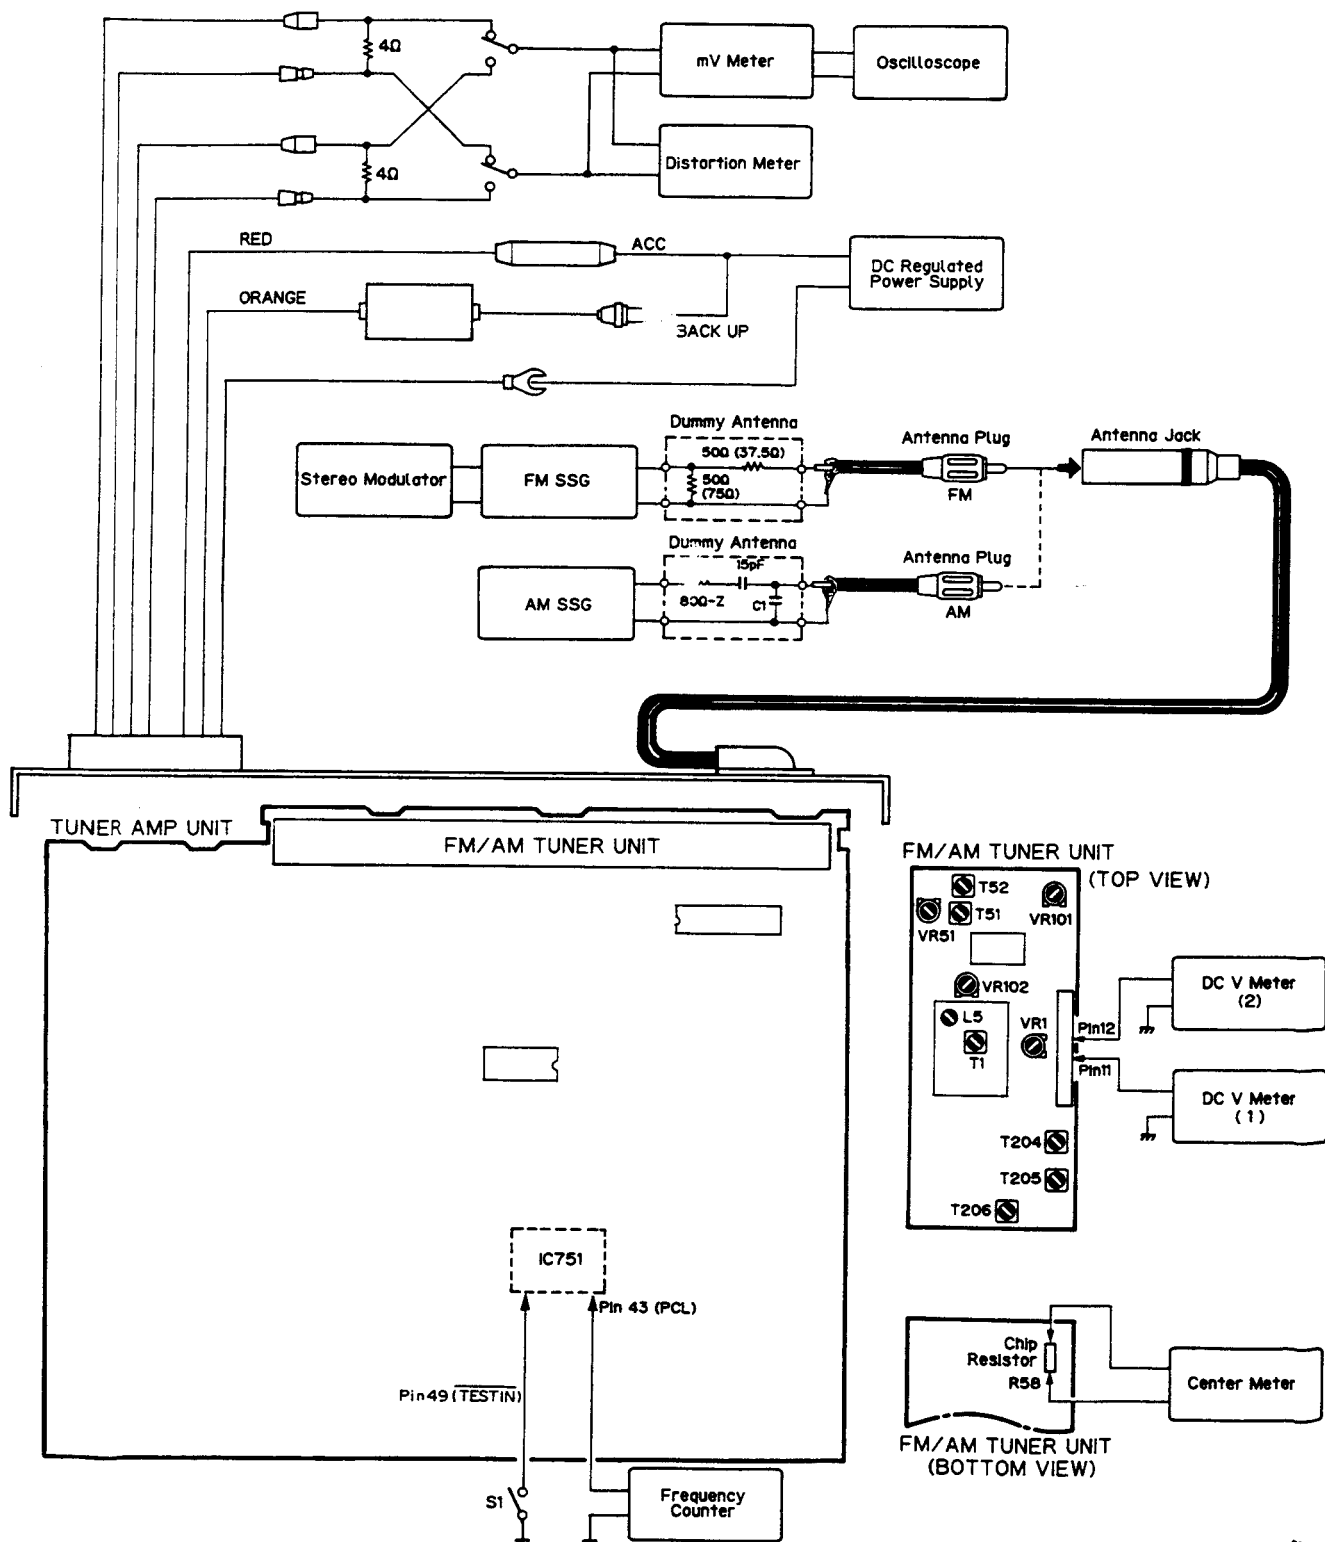 4Ω
mV Meter
Oscilloscope
4Ω
Distortion Meter
RED
ACC
DC Regulated
Power Supply
ORANGE
BACK UP
Dummy Antenna
Antenna Plug
Antenna Jack
50Ω (37.5Ω)
50Ω
(75Ω)
Stereo Modulator
FM SSG
FM
Dummy Antenna
Antenna Plug
15pF
80Ω-Z
C1
AM SSG
AM
TUNER AMP UNIT
FM/AM TUNER UNIT
FM/AM TUNER UNIT
(TOP VIEW)
T52
T51
VR51
VR101
VR102
L5
VR1
T1
Pin12
Pin11
DC V Meter
(2)
DC V Meter
(1)
T204
T205
T206
IC751
Pin 43 (PCL)
Pin49 (TESTIN)
Chip
Resistor
R58
Center Meter
FM/AM TUNER UNIT
(BOTTOM VIEW)
S1
Frequency
Counter